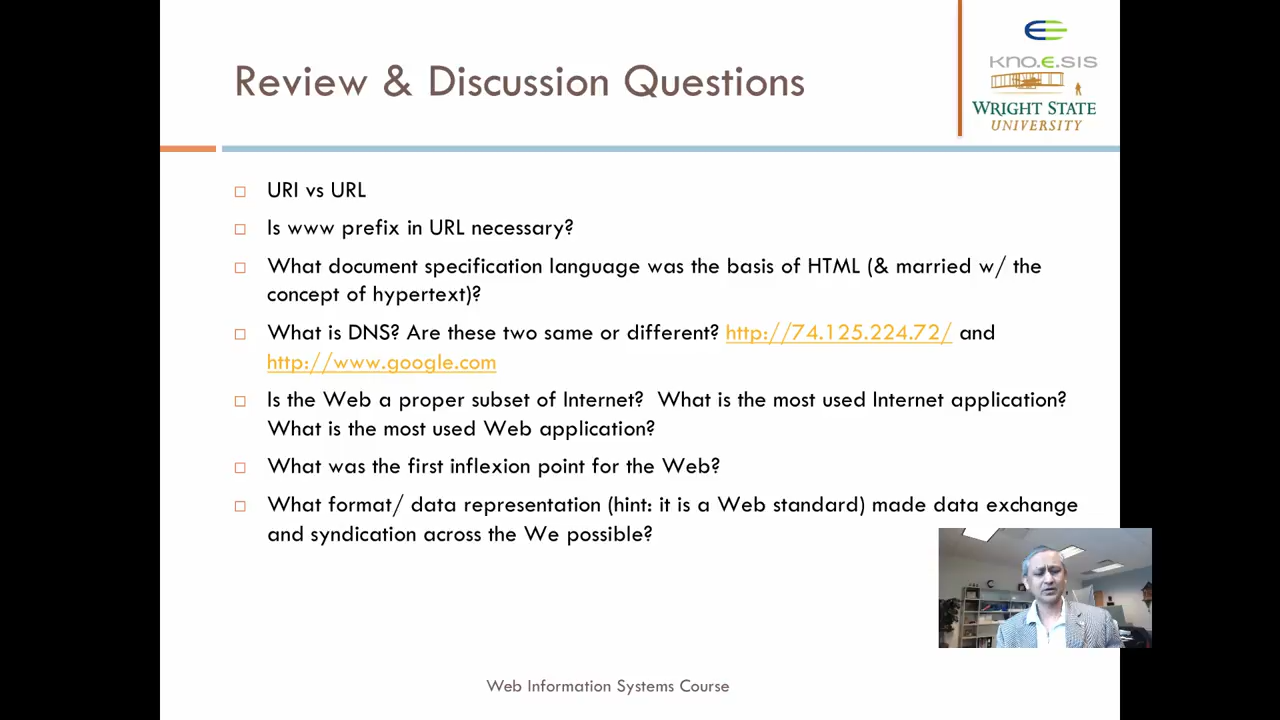 Review & Discussion Questions
KNO.E.SIS
WRIGHT STATE
UNIVERSITY
URI vs URL
Is www prefix in URL necessary?
What document specification language was the basis of HTML (& married w/ the
concept of hypertext)?
What is DNS? Are these two same or different? http://74.125.224.72/ and
http://www.google.com
Is the Web a proper subset of Internet?  What is the most used Internet application?
What is the most used Web application?
What was the first inflexion point for the Web?
What format/ data representation (hint: it is a Web standard) made data exchange
and syndication across the We possible?
Web Information Systems Course